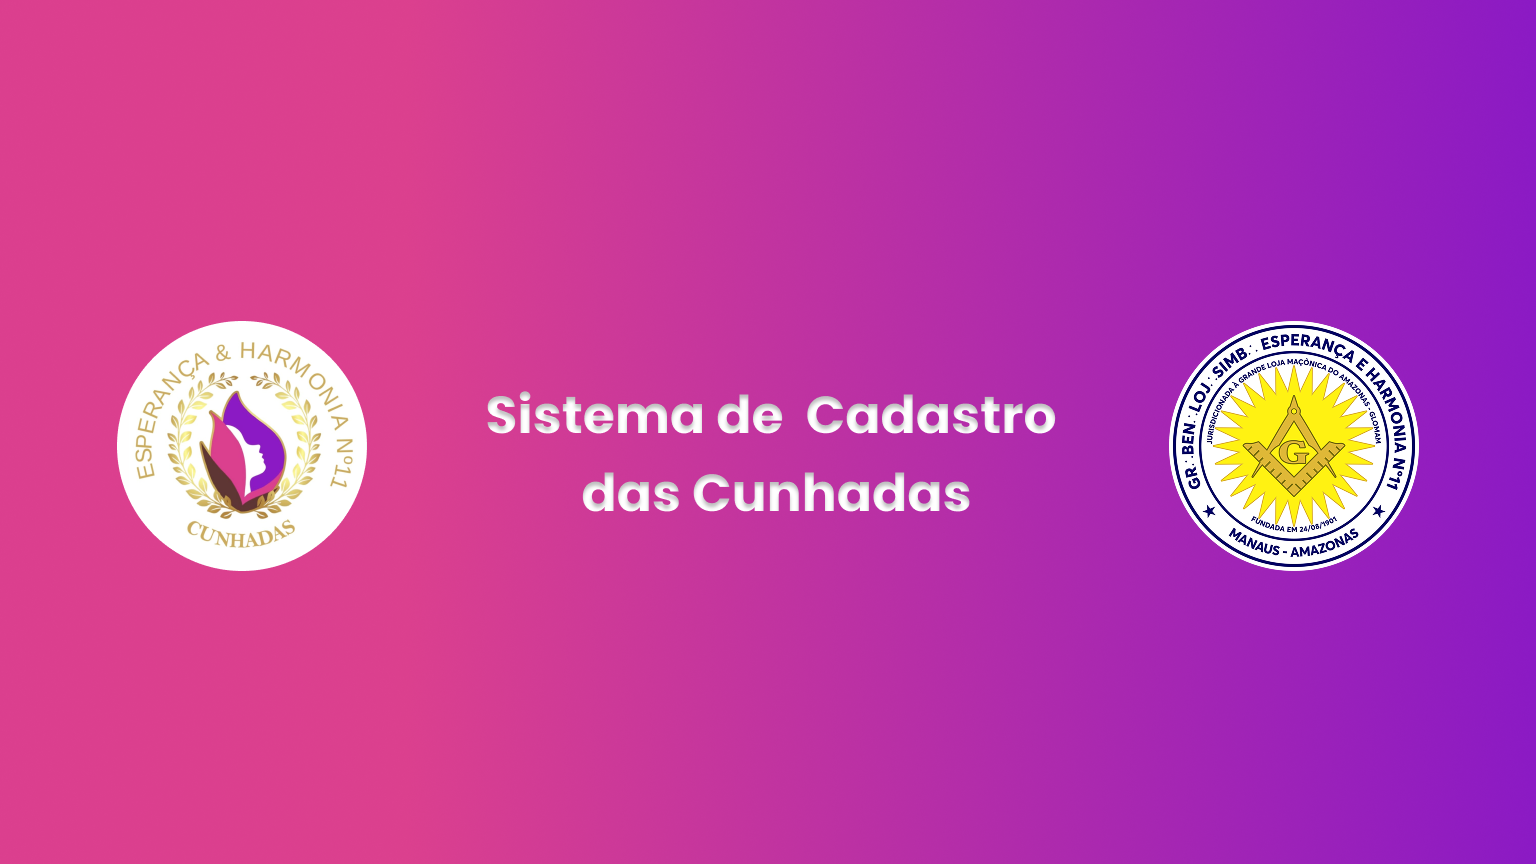 ESPERANÇA & HARMONIA Nº11
CUNHADAS
Sistema de  Cadastro
das Cunhadas
GR∴ BEN∴ LOJ∴ SIMB∴ ESPERANÇA E HARMONIA Nº11
JURISDICIONADA À GRANDE LOJA MAÇÔNICA DO AMAZONAS - GLOMAM
G
FUNDADA EM 24/06/1901
MANAUS - AMAZONAS